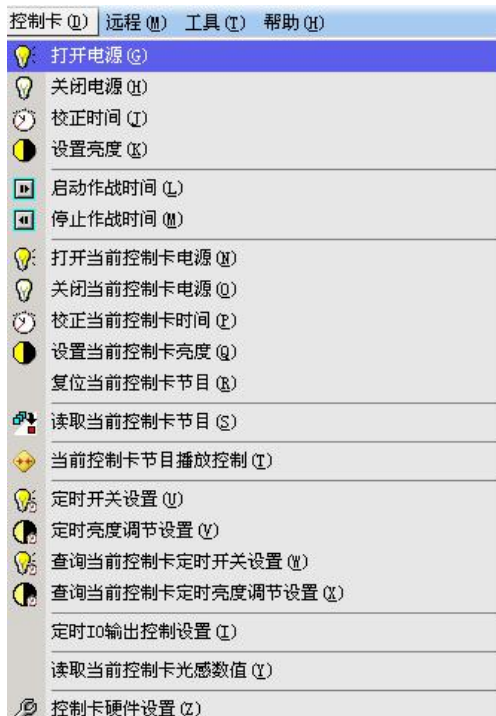 控制卡(D) 远程(M) 工具(T) 帮助(H)
打开电源(G)
关闭电源(H)
校正时间(J)
设置亮度(K)
启动作战时间(L)
停止作战时间(M)
打开当前控制卡电源(N)
关闭当前控制卡电源(O)
校正当前控制卡时间(P)
设置当前控制卡亮度(Q)
复位当前控制卡节目(R)
读取当前控制卡节目(S)
当前控制卡节目播放控制(T)
定时开关设置(U)
定时亮度调节设置(V)
查询当前控制卡定时开关设置(W)
查询当前控制卡定时亮度调节设置(X)
定时IO输出控制设置(I)
读取当前控制卡光感数值(Y)
控制卡硬件设置(Z)